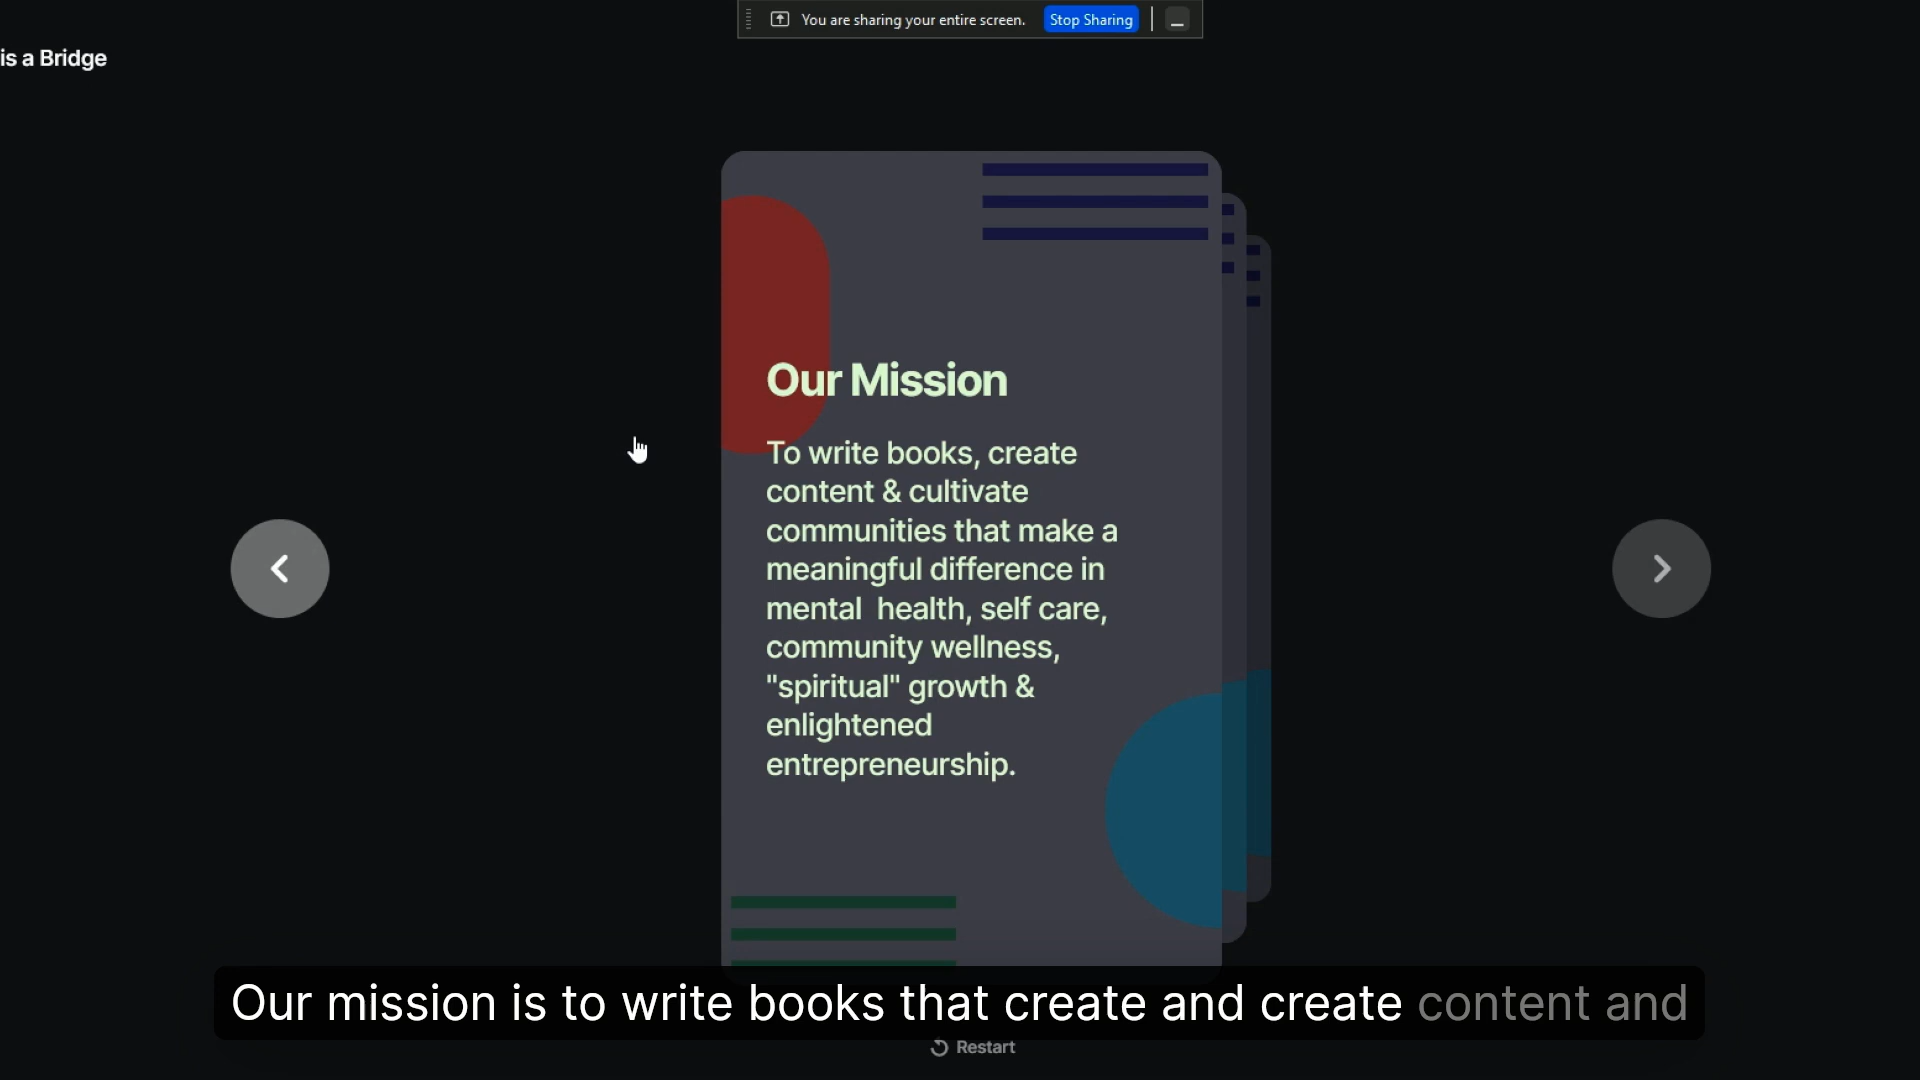 You are sharing your entire screen.
Stop Sharing
is a Bridge
Our Mission
To write books, create
content & cultivate
communities that make a
meaningful difference in
mental  health, self care,
community wellness,
"spiritual" growth &
enlightened
entrepreneurship.
Our mission is to write books that create and create content and
Restart